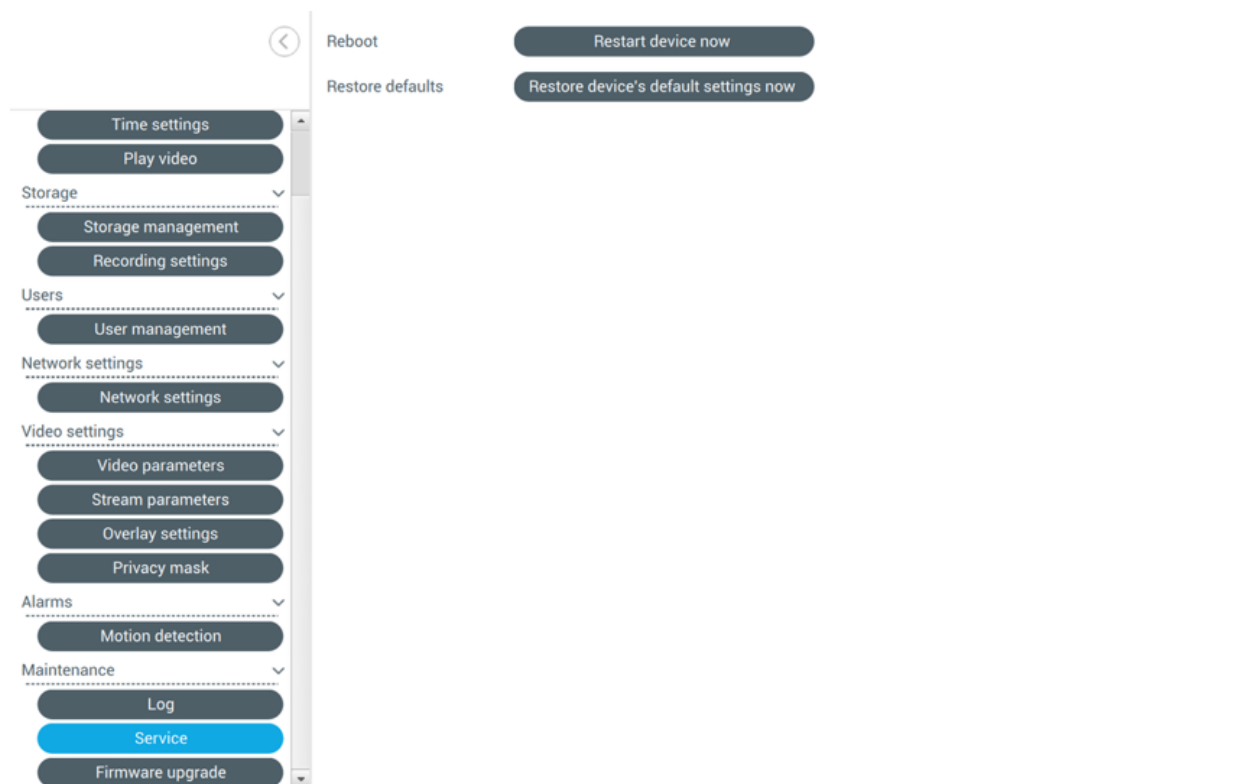 Reboot
Restart device now
Restore defaults
Restore device's default settings now
Time settings
Play video
Storage
Storage management
Recording settings
Users
User management
Network settings
Network settings
Video settings
Video parameters
Stream parameters
Overlay settings
Privacy mask
Alarms
Motion detection
Maintenance
Log
Service
Firmware upgrade